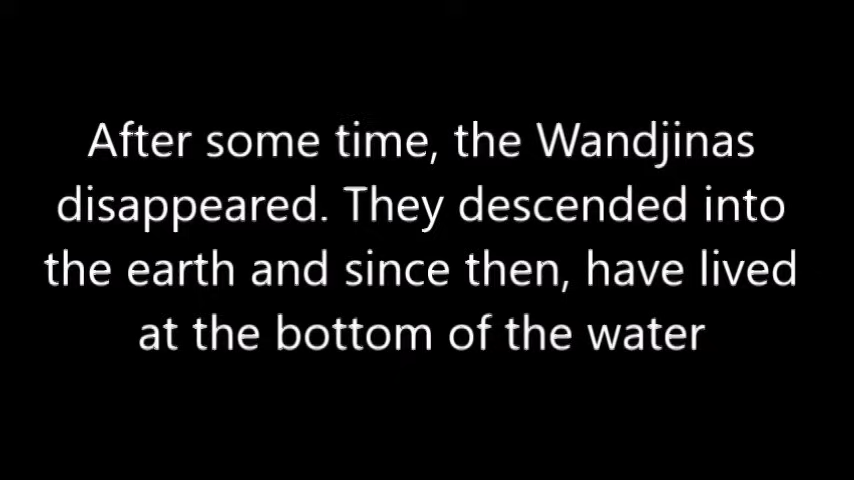 After some time, the Wandjinas
disappeared. They descended into
the earth and since then, have lived
at the bottom of the water